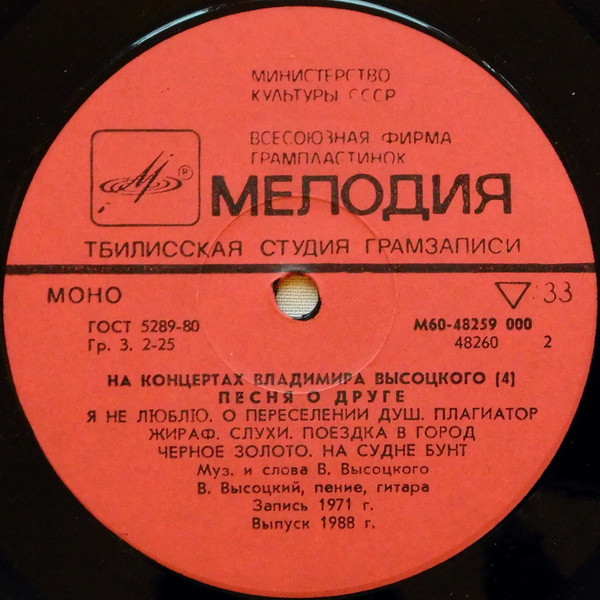 МИНИСТЕРСТВО
КУЛЬТУРЫ СССР
ВСЕСОЮЗНАЯ ФИРМА
ГРАМПЛАСТИНОК
®
МЕЛОДИЯ
ТБИЛИССКАЯ СТУДИЯ ГРАМЗАПИСИ
МОНО 33
ГОСТ 5289-80 М60-48259 000
Гр. 3. 2-25 48260 2
НА КОНЦЕРТАХ ВЛАДИМИРА ВЫСОЦКОГО (4)
ПЕСНЯ О ДРУГЕ
Я НЕ ЛЮБЛЮ. О ПЕРЕСЕЛЕНИИ ДУШ. ПЛАГИАТОР
ЖИРАФ. СЛУХИ. ПОЕЗДКА В ГОРОД
ЧЕРНОЕ ЗОЛОТО. НА СУДНЕ БУНТ
Муз. и слова В. Высоцкого
В. Высоцкий, пение, гитара
Запись 1971 г.
Выпуск 1988 г.